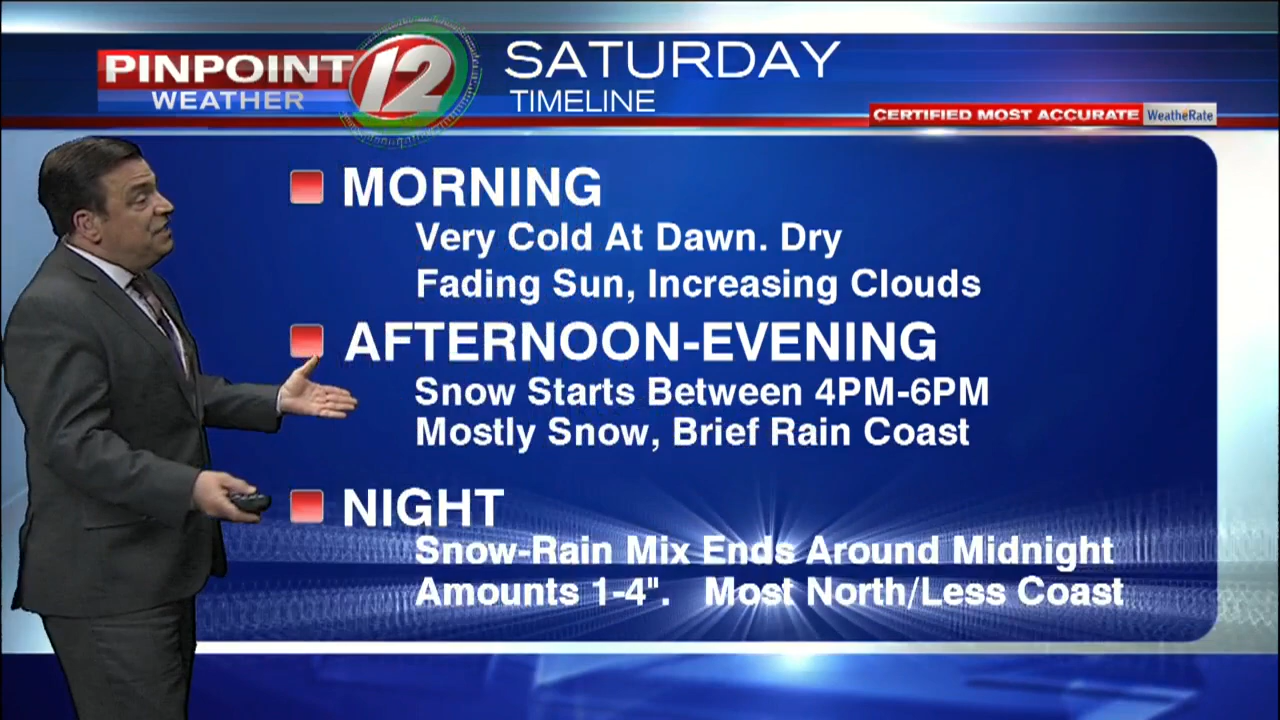 PINPOINT 12
WEATHER
SATURDAY
TIMELINE
CERTIFIED MOST ACCURATE WeatheRate
MORNING
Very Cold At Dawn. Dry
Fading Sun, Increasing Clouds
AFTERNOON-EVENING
Snow Starts Between 4PM-6PM
Mostly Snow, Brief Rain Coast
NIGHT
Snow-Rain Mix Ends Around Midnight
Amounts 1-4". Most North/Less Coast